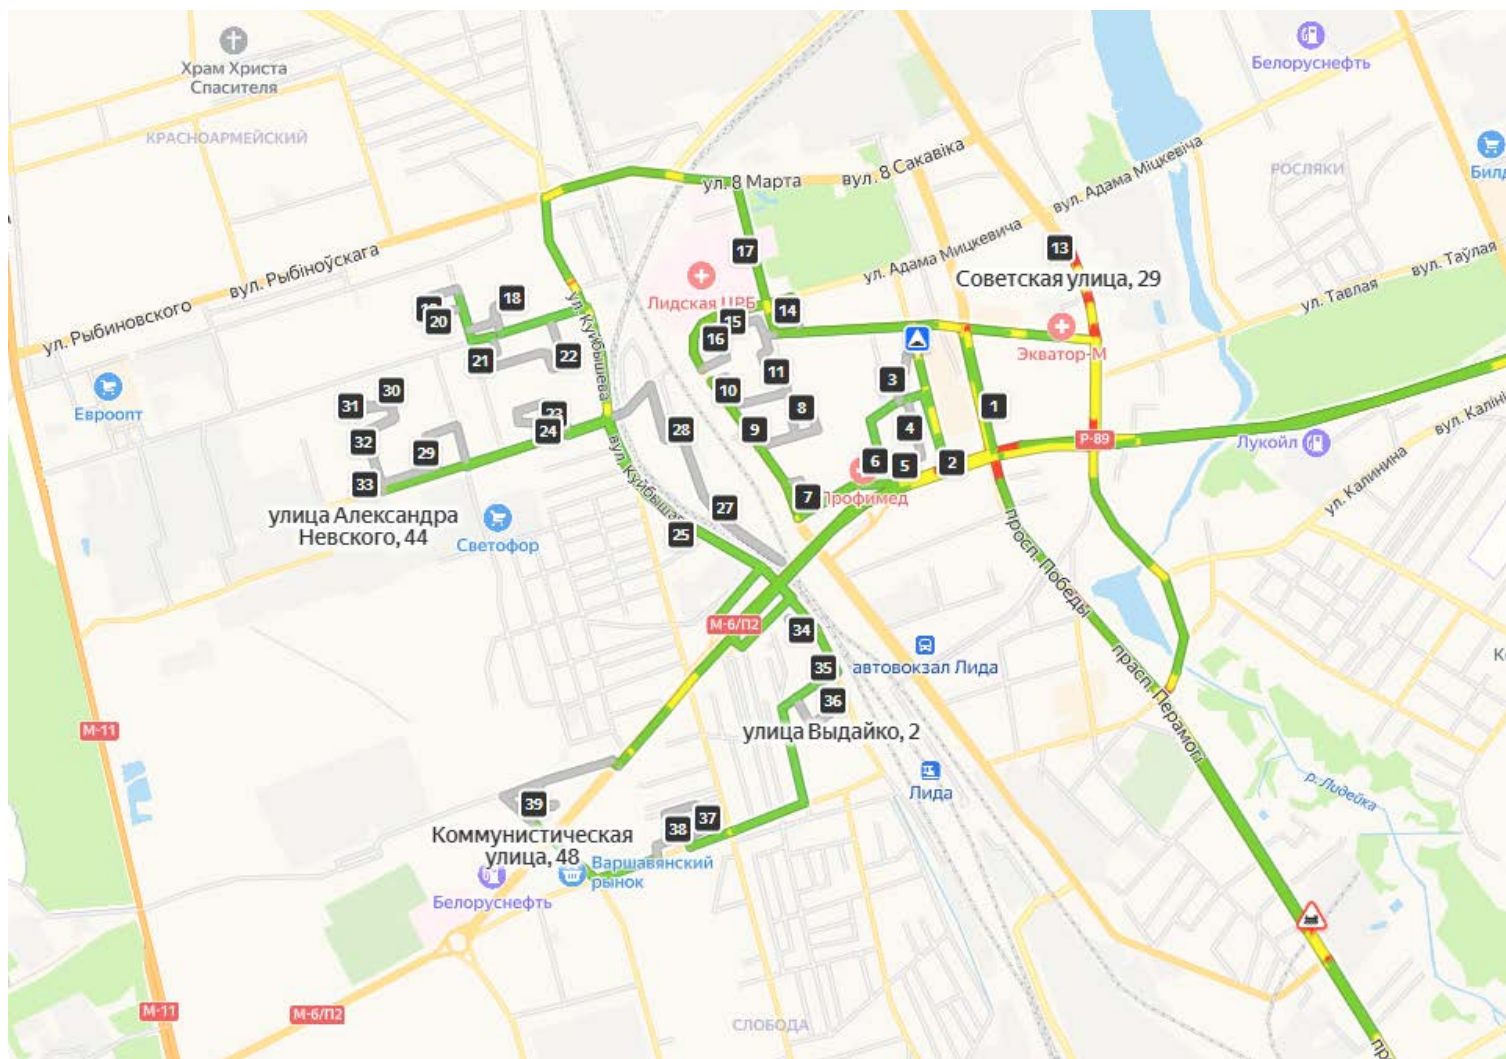 Храм Христа
Спасителя
КРАСНОАРМЕЙСКИЙ
Белоруснефть
РОСЛЯКИ
ул. 8 Марта
вул. 8 Сакавіка
вул. Адама Міцкевіча
ул. Адама Мицкевича
17
13
Советская улица, 29
вул. Таўлая
ул. Тавлая
вул. Рыбіноўскага
ул. Рыбиновского
Лидская ЦРБ
18
20
14
15
16
Экватор-М
21
22
ул. Куйбышева
Евроопт
11
3
10
30
31
8
1
23
24
28
9
4
32
29
Р-89
Лукойл
вул. Калініна
ул. Калинина
6
5
2
33
Профимед
7
улица Александра
Невского, 44
Светофор
вул. Куйбышава
27
25
просп. Победы
М-6/П2
34
35
автовокзал Лида
36
улица Выдайко, 2
прасп. Перамогі
М-11
Лида
р. Лидейка
39
37
38
Коммунистическая
улица, 48
Варшавянский
рынок
Белоруснефть
М-11
М-6/П2
СЛОБОДА